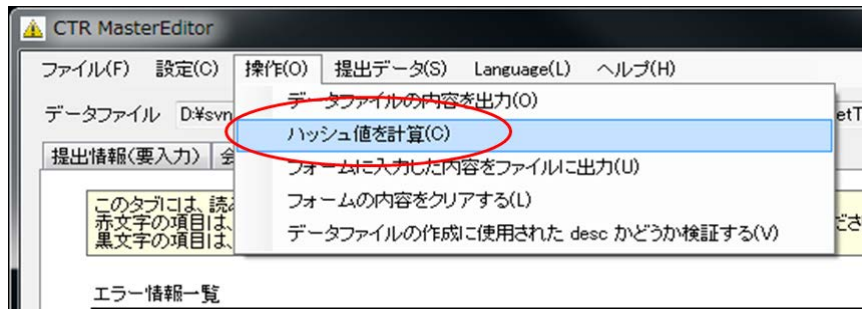 CTR MasterEditor
ファイル(F) 設定(C) 操作(O) 提出データ(S) Language(L) ヘルプ(H)
データファイル D:¥svn
データファイルの内容を出力(O)
etT
ハッシュ値を計算(C)
提出情報(要入力) 会
フォームに入力した内容をファイルに出力(U)
フォームの内容をクリアする(L)
データファイルの作成に使用された desc かどうか検証する(V)
このタブには、読み
赤文字の項目は、
黒文字の項目は、
ださ
エラー情報一覧